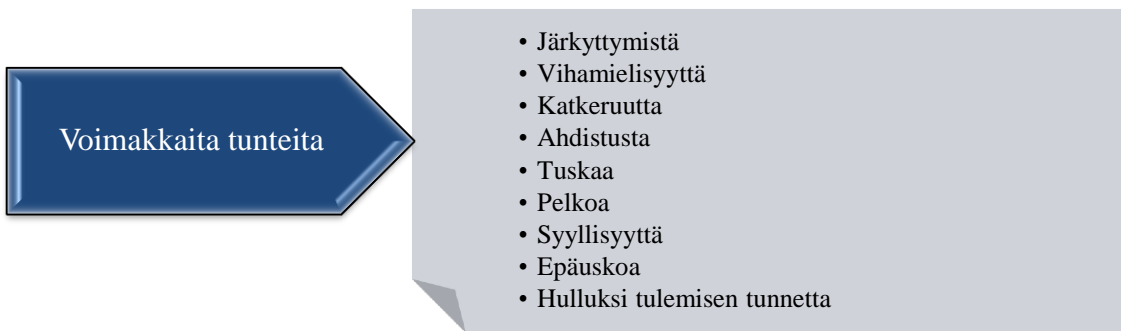 Voimakkaita tunteita
• Järkyttymistä
• Vihamielisyyttä
• Katkeruutta
• Ahdistusta
• Tuskaa
• Pelkoa
• Syyllisyyttä
• Epäuskoa
• Hulluksi tulemisen tunnetta